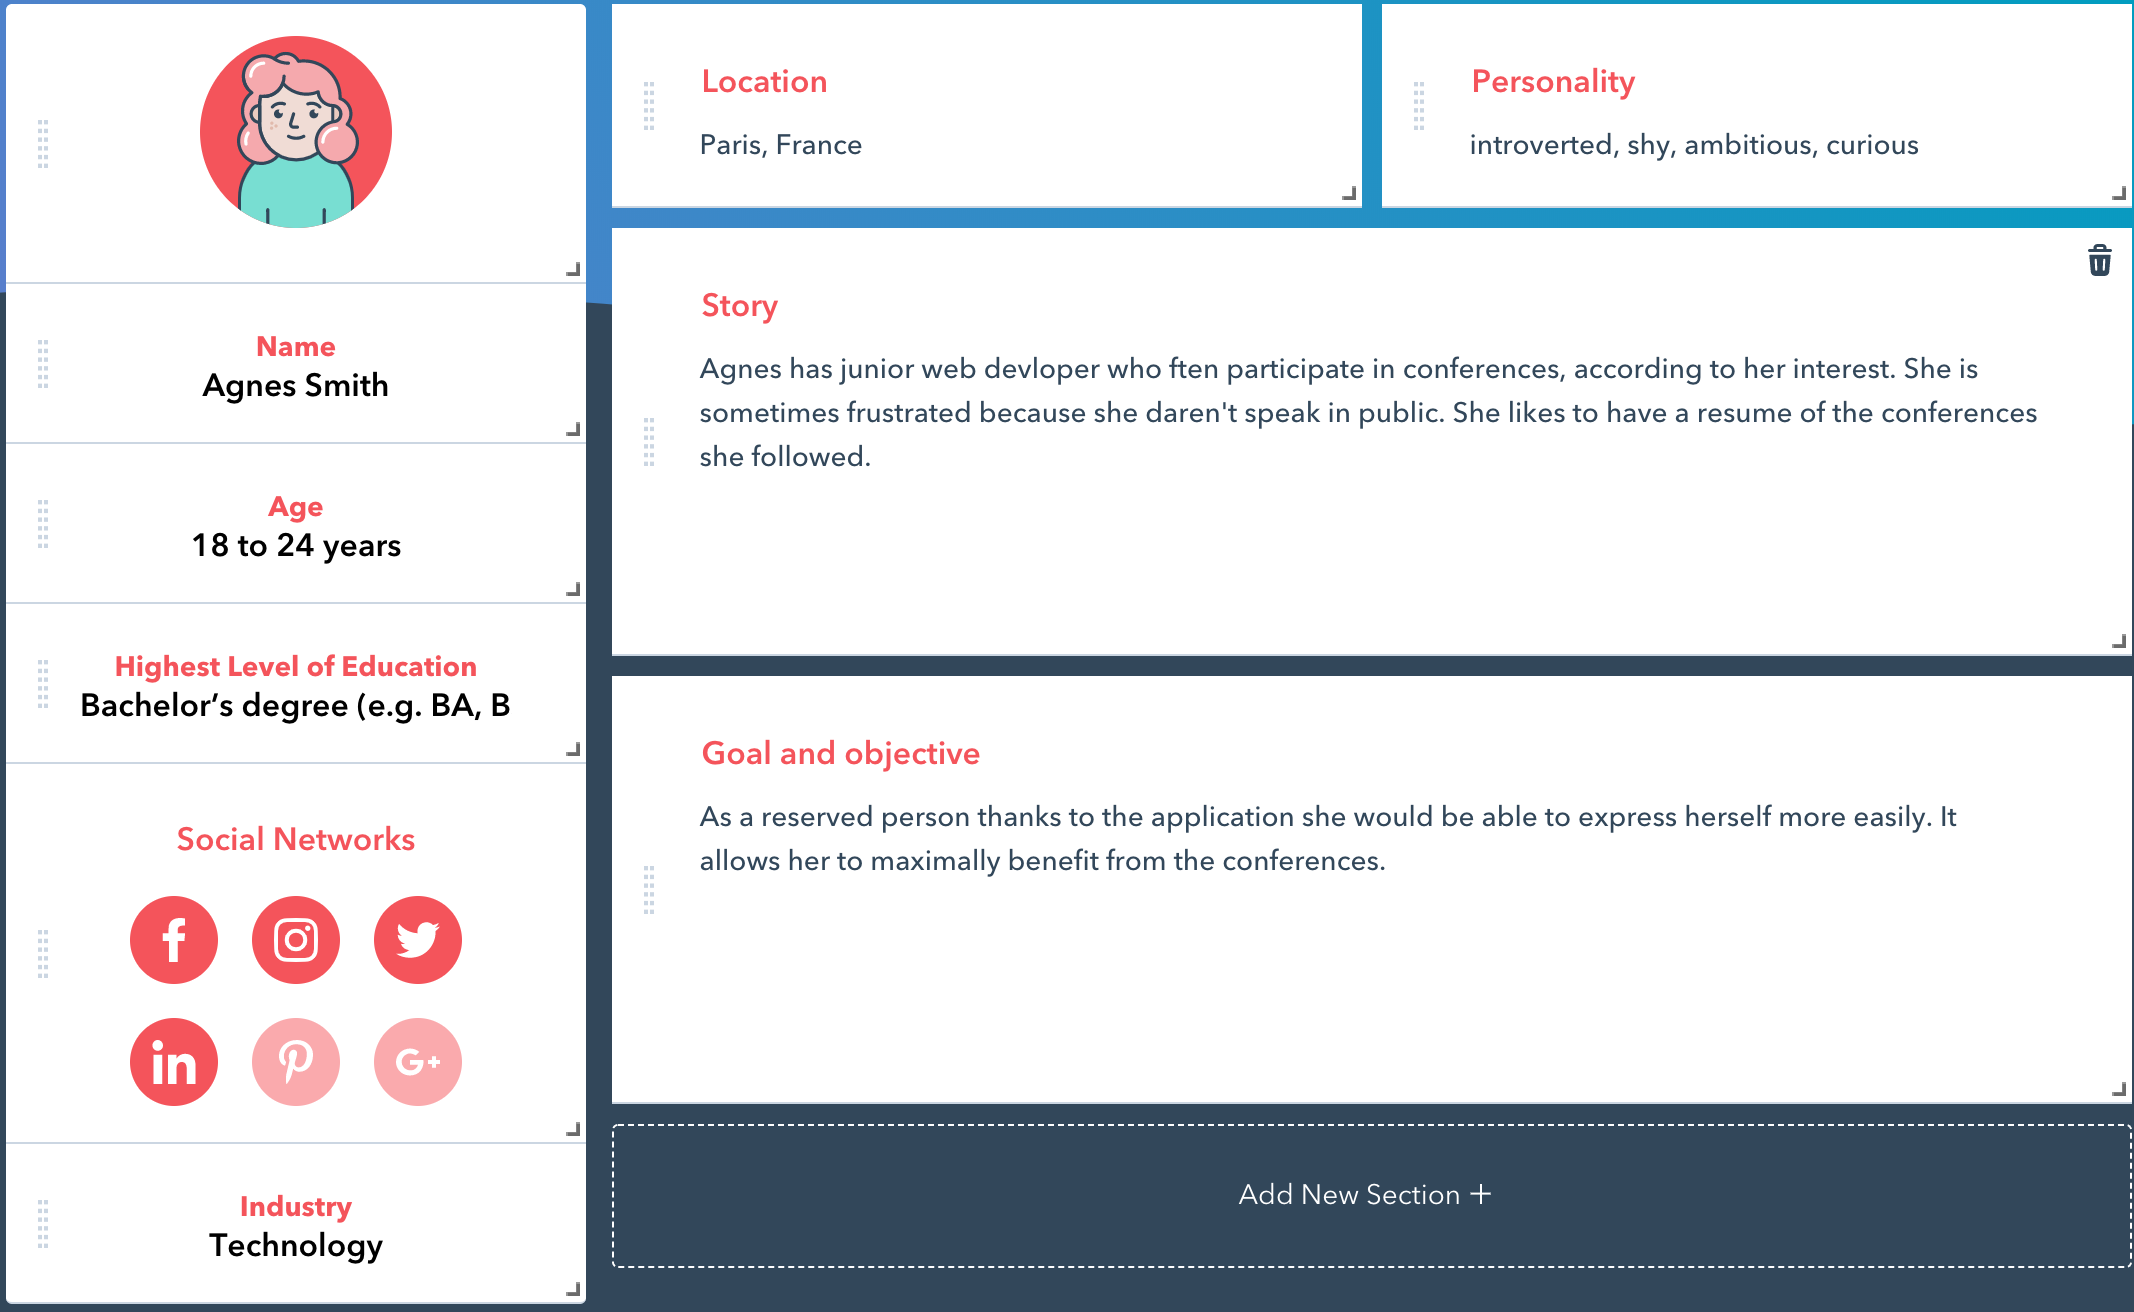 Name
Agnes Smith
Age
18 to 24 years
Highest Level of Education
Bachelor’s degree (e.g. BA, B
Social Networks
f
in
G+
Industry
Technology
Location
Paris, France
Personality
introverted, shy, ambitious, curious
Story
Agnes has junior web devloper who ften participate in conferences, according to her interest. She is
sometimes frustrated because she daren't speak in public. She likes to have a resume of the conferences
she followed.
Goal and objective
As a reserved person thanks to the application she would be able to express herself more easily. It
allows her to maximally benefit from the conferences.
Add New Section +